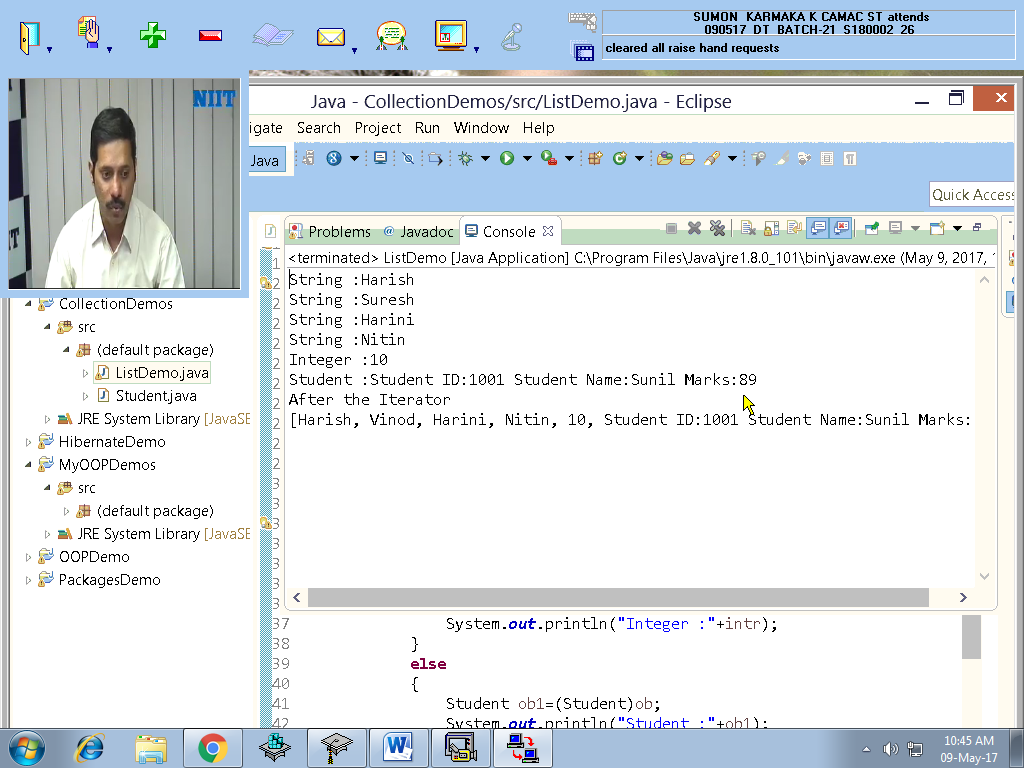 SUMON KARMAKA K CAMAC ST attends
090517 DT BATCH-21 S180002 26
cleared all raise hand requests
NIIT
Java - CollectionDemos/src/ListDemo.java - Eclipse
igate Search Project Run Window Help
Java
Quick Access
Problems @ Javadoc Console
<terminated> ListDemo [Java Application] C:\Program Files\Java\jre1.8.0_101\bin\javaw.exe (May 9, 2017,
String :Harish
String :Suresh
String :Harini
String :Nitin
Integer :10
Student :Student ID:1001 Student Name:Sunil Marks:89
After the Iterator
[Harish, Vinod, Harini, Nitin, 10, Student ID:1001 Student Name:Sunil Marks:
CollectionDemos
src
(default package)
ListDemo.java
Student.java
JRE System Library [JavaSE
HibernateDemo
MyOOPDemos
src
(default package)
JRE System Library [JavaSE
OOPDemo
PackagesDemo
37 System.out.println("Integer :"+intr);
38 }
39 else
40 {
41 Student ob1=(Student)ob;
42 System.out.println("Student :"+ob1);
10:45 AM
09-May-17